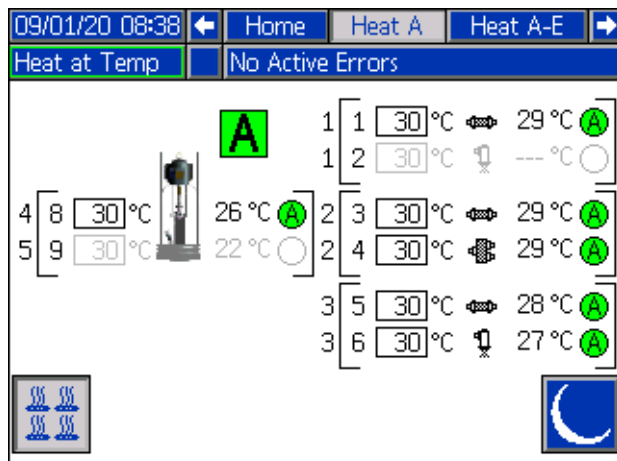 09/01/20 08:38 Home Heat A Heat A-E
Heat at Temp No Active Errors
A
1 1 30 °C 29 °C A
1 2 30 °C --- °C
4 8 30 °C 26 °C A
5 9 30 °C 22 °C
2 3 30 °C 29 °C A
2 4 30 °C 29 °C A
3 5 30 °C 28 °C A
3 6 30 °C 27 °C A